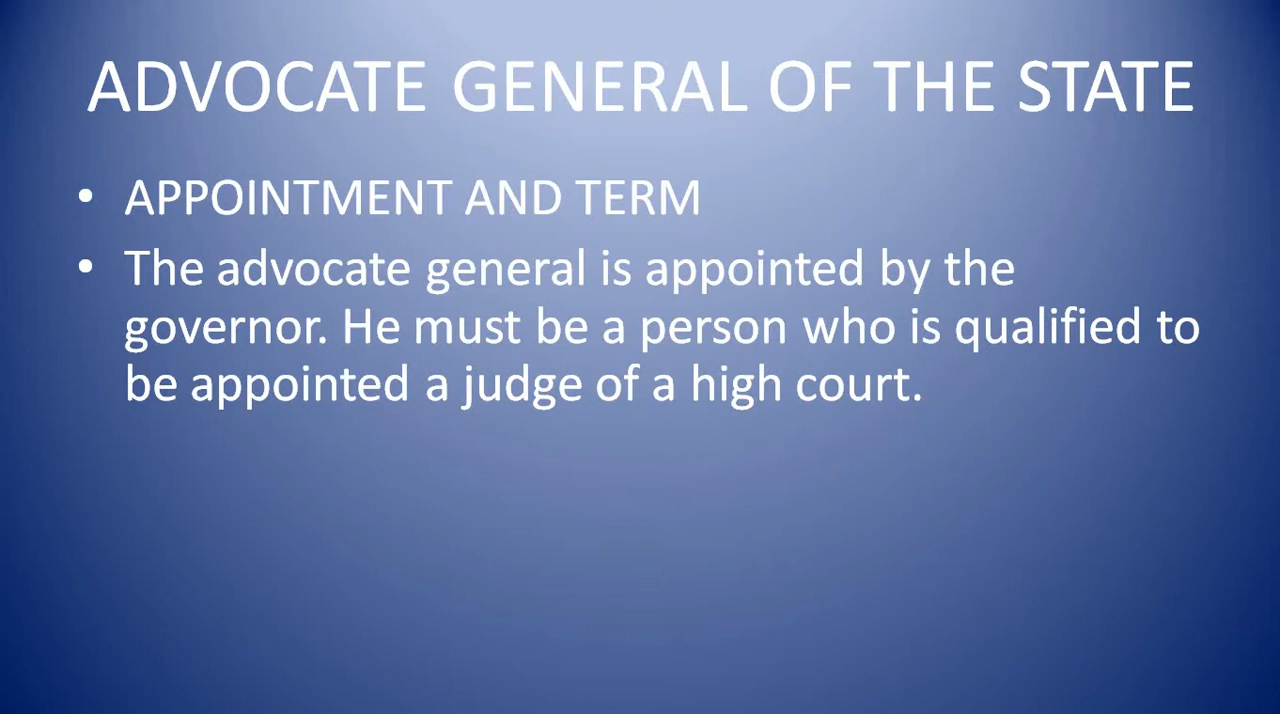 ADVOCATE GENERAL OF THE STATE
• APPOINTMENT AND TERM
• The advocate general is appointed by the
governor. He must be a person who is qualified to
be appointed a judge of a high court.